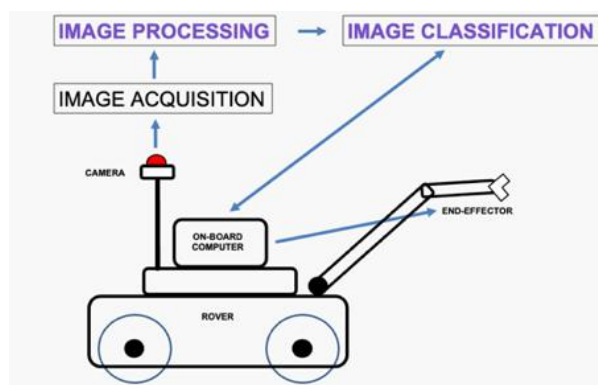 IMAGE PROCESSING
IMAGE CLASSIFICATION
IMAGE ACQUISITION
CAMERA
END-EFFECTOR
ON-BOARD
COMPUTER
ROVER